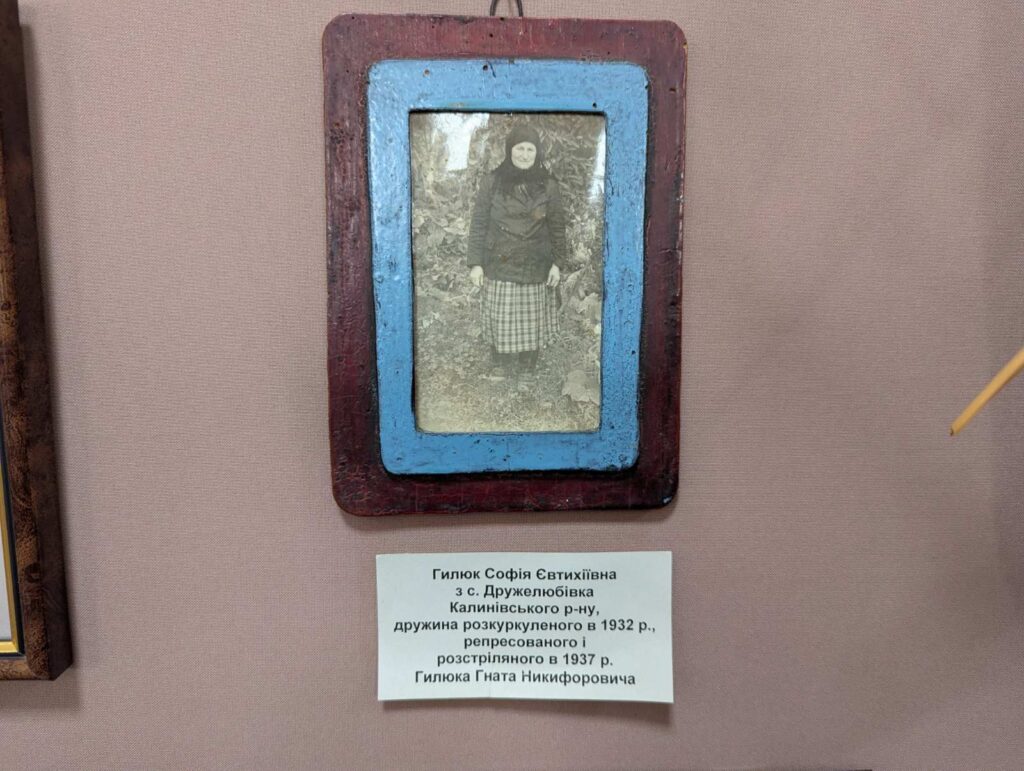 Гилюк Софія Євтихіївна
з с. Дружелюбівка
Калинівського р-ну,
дружина розкуркуленого в 1932 р.,
репресованого і
розстріляного в 1937 р.
Гилюка Гната Никифоровича